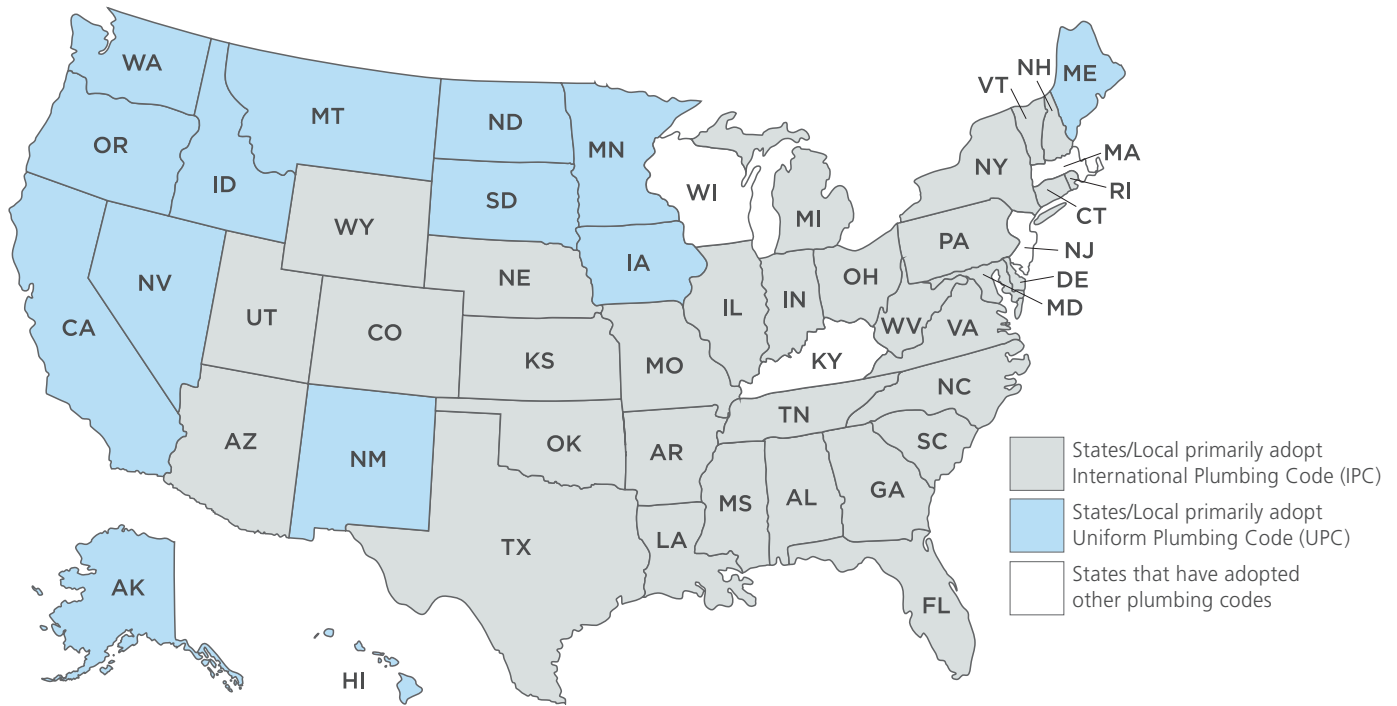 WA
OR
CA
NV
ID
MT
WY
UT
AZ
CO
NM
ND
SD
NE
KS
OK
TX
MN
IA
MO
AR
LA
WI
IL
MI
IN
OH
KY
TN
MS
AL
GA
FL
SC
NC
VA
WV
PA
NY
VT
NH
ME
MA
RI
CT
NJ
DE
MD
AK
HI
States/Local primarily adopt
International Plumbing Code (IPC)
States/Local primarily adopt
Uniform Plumbing Code (UPC)
States that have adopted
other plumbing codes